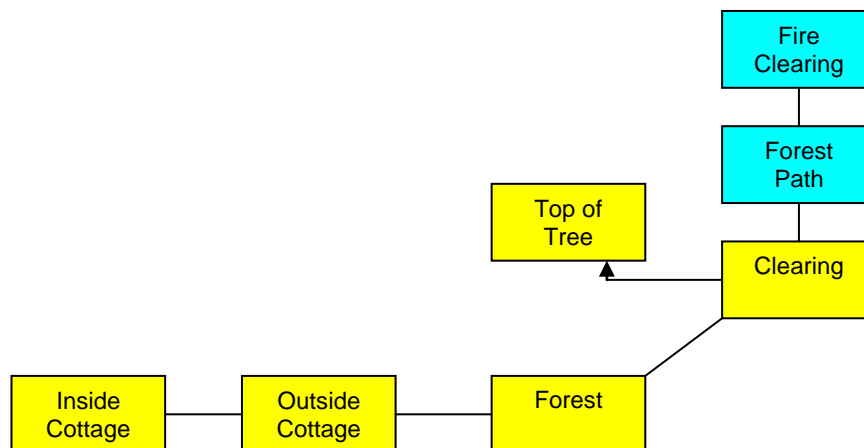 Fire
Clearing
Forest
Path
Top of
Tree
Clearing
Inside
Cottage
Outside
Cottage
Forest